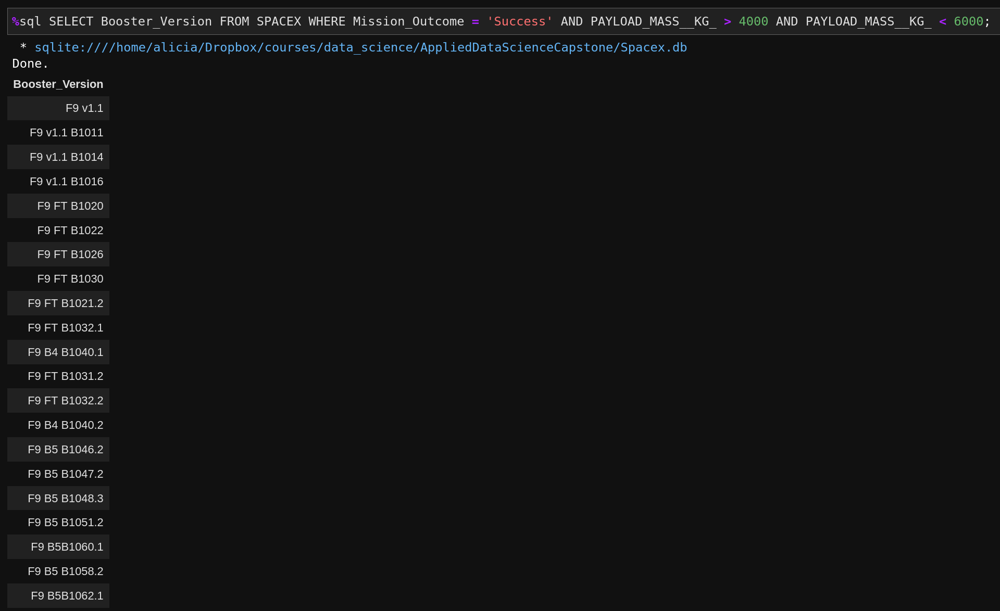 %sql SELECT Booster_Version FROM SPACEX WHERE Mission_Outcome = 'Success' AND PAYLOAD_MASS__KG_ > 4000 AND PAYLOAD_MASS__KG_ < 6000;
* sqlite:////home/alicia/Dropbox/courses/data_science/AppliedDataScienceCapstone/Spacex.db
Done.
Booster_Version
F9 v1.1
F9 v1.1 B1011
F9 v1.1 B1014
F9 v1.1 B1016
F9 FT B1020
F9 FT B1022
F9 FT B1026
F9 FT B1030
F9 FT B1021.2
F9 FT B1032.1
F9 B4 B1040.1
F9 FT B1031.2
F9 FT B1032.2
F9 B4 B1040.2
F9 B5 B1046.2
F9 B5 B1047.2
F9 B5 B1048.3
F9 B5 B1051.2
F9 B5B1060.1
F9 B5 B1058.2
F9 B5B1062.1